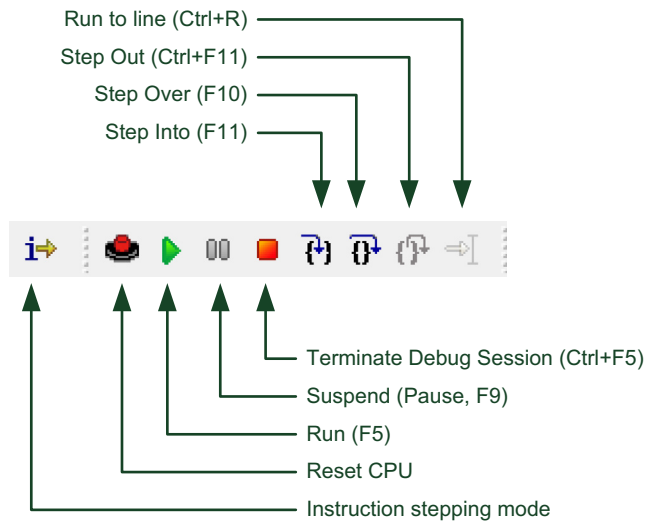 Run to line (Ctrl+R)
Step Out (Ctrl+F11)
Step Over (F10)
Step Into (F11)
Terminate Debug Session (Ctrl+F5)
Suspend (Pause, F9)
Run (F5)
Reset CPU
Instruction stepping mode